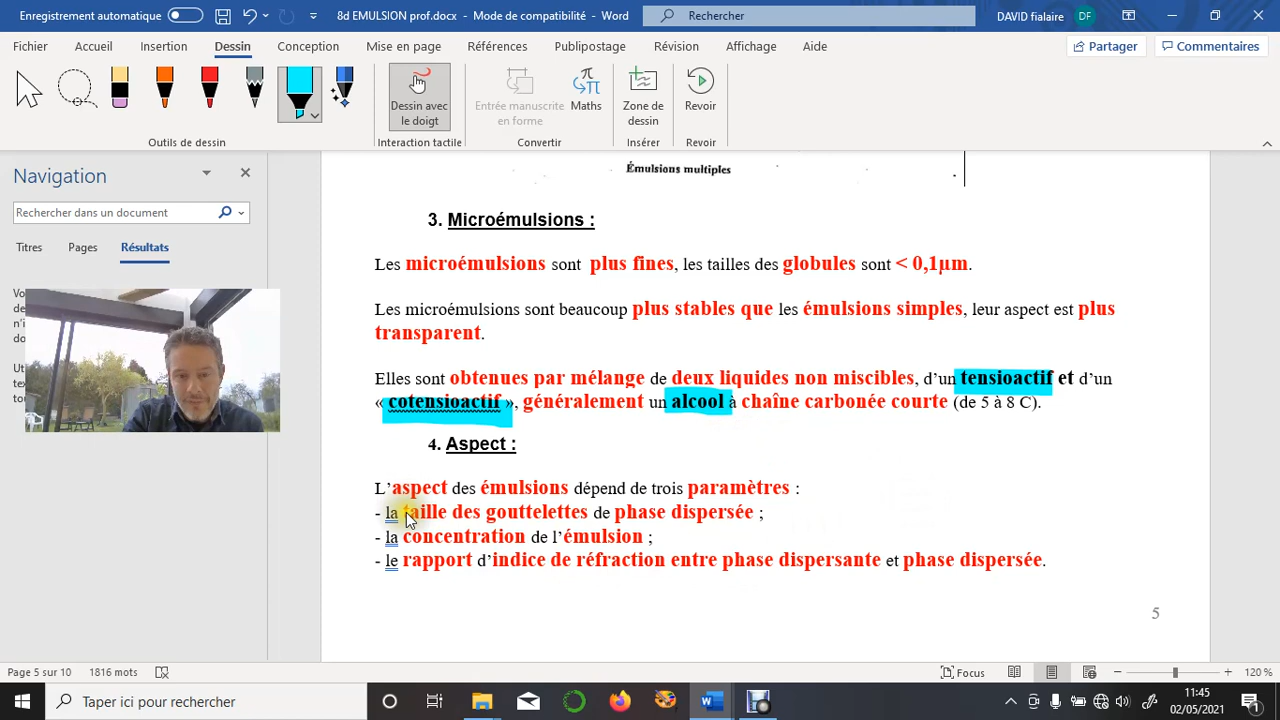 Enregistrement automatique
8d EMULSION prof.docx - Mode de compatibilité - Word
Rechercher
DAVID fialaire
DF
Fichier
Accueil
Insertion
Dessin
Conception
Mise en page
Références
Publipostage
Révision
Affichage
Aide
Partager
Commentaires
Dessin avec
le doigt
Entrée manuscrite
en forme
Maths
Zone de
dessin
Revoir
Outils de dessin
Interaction tactile
Convertir
Insérer
Revoir
Navigation
Rechercher dans un document
Titres
Pages
Résultats
Émulsions multiples
3. Microémulsions :
Les microémulsions sont plus fines, les tailles des globules sont < 0,1µm.
Les microémulsions sont beaucoup plus stables que les émulsions simples, leur aspect est plus
transparent.
Elles sont obtenues par mélange de deux liquides non miscibles, d’un tensioactif et d’un
« cotensioactif », généralement un alcool à chaîne carbonée courte (de 5 à 8 C).
4. Aspect :
L’aspect des émulsions dépend de trois paramètres :
- la taille des gouttelettes de phase dispersée ;
- la concentration de l’émulsion ;
- le rapport d’indice de réfraction entre phase dispersante et phase dispersée.
5
Page 5 sur 10
1816 mots
Focus
120 %
Taper ici pour rechercher
11:45
02/05/2021
1